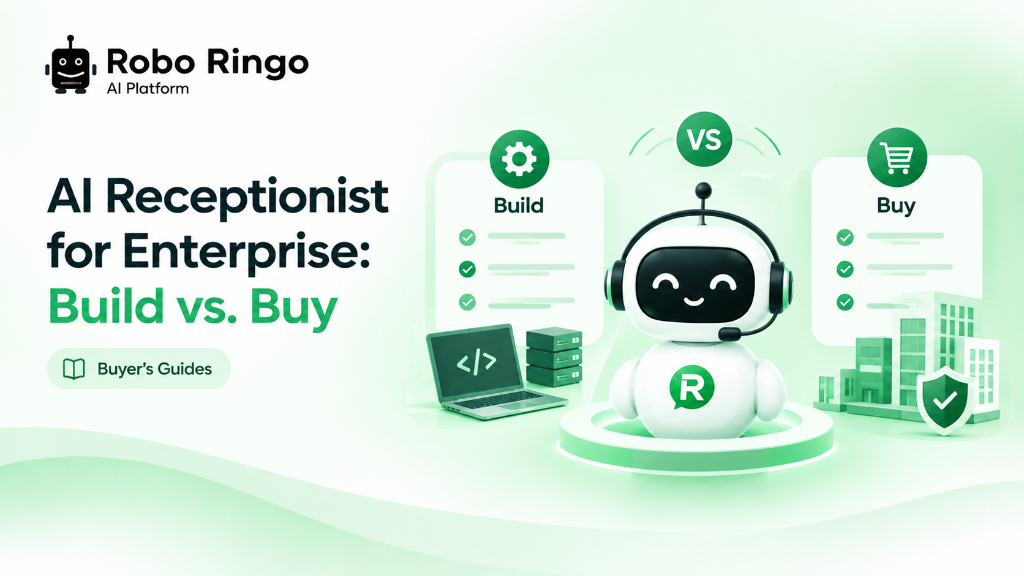 Robo Ringo
AI Platform
AI Receptionist
for Enterprise:
Build vs. Buy
Buyer's Guides
VS
Build
Buy
</>
R